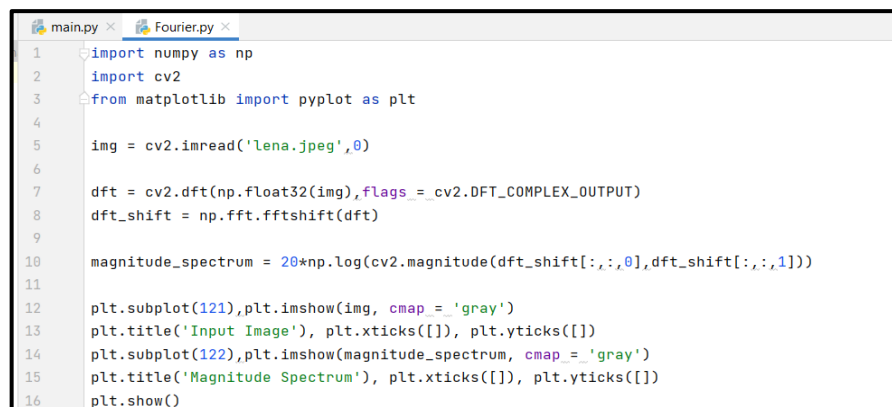 main.py × Fourier.py ×
1 import numpy as np
2 import cv2
3 from matplotlib import pyplot as plt
4
5 img = cv2.imread('lena.jpeg',0)
6
7 dft = cv2.dft(np.float32(img),flags = cv2.DFT_COMPLEX_OUTPUT)
8 dft_shift = np.fft.fftshift(dft)
9
10 magnitude_spectrum = 20*np.log(cv2.magnitude(dft_shift[:,:,0],dft_shift[:,:,1]))
11
12 plt.subplot(121),plt.imshow(img, cmap = 'gray')
13 plt.title('Input Image'), plt.xticks([]), plt.yticks([])
14 plt.subplot(122),plt.imshow(magnitude_spectrum, cmap = 'gray')
15 plt.title('Magnitude Spectrum'), plt.xticks([]), plt.yticks([])
16 plt.show()